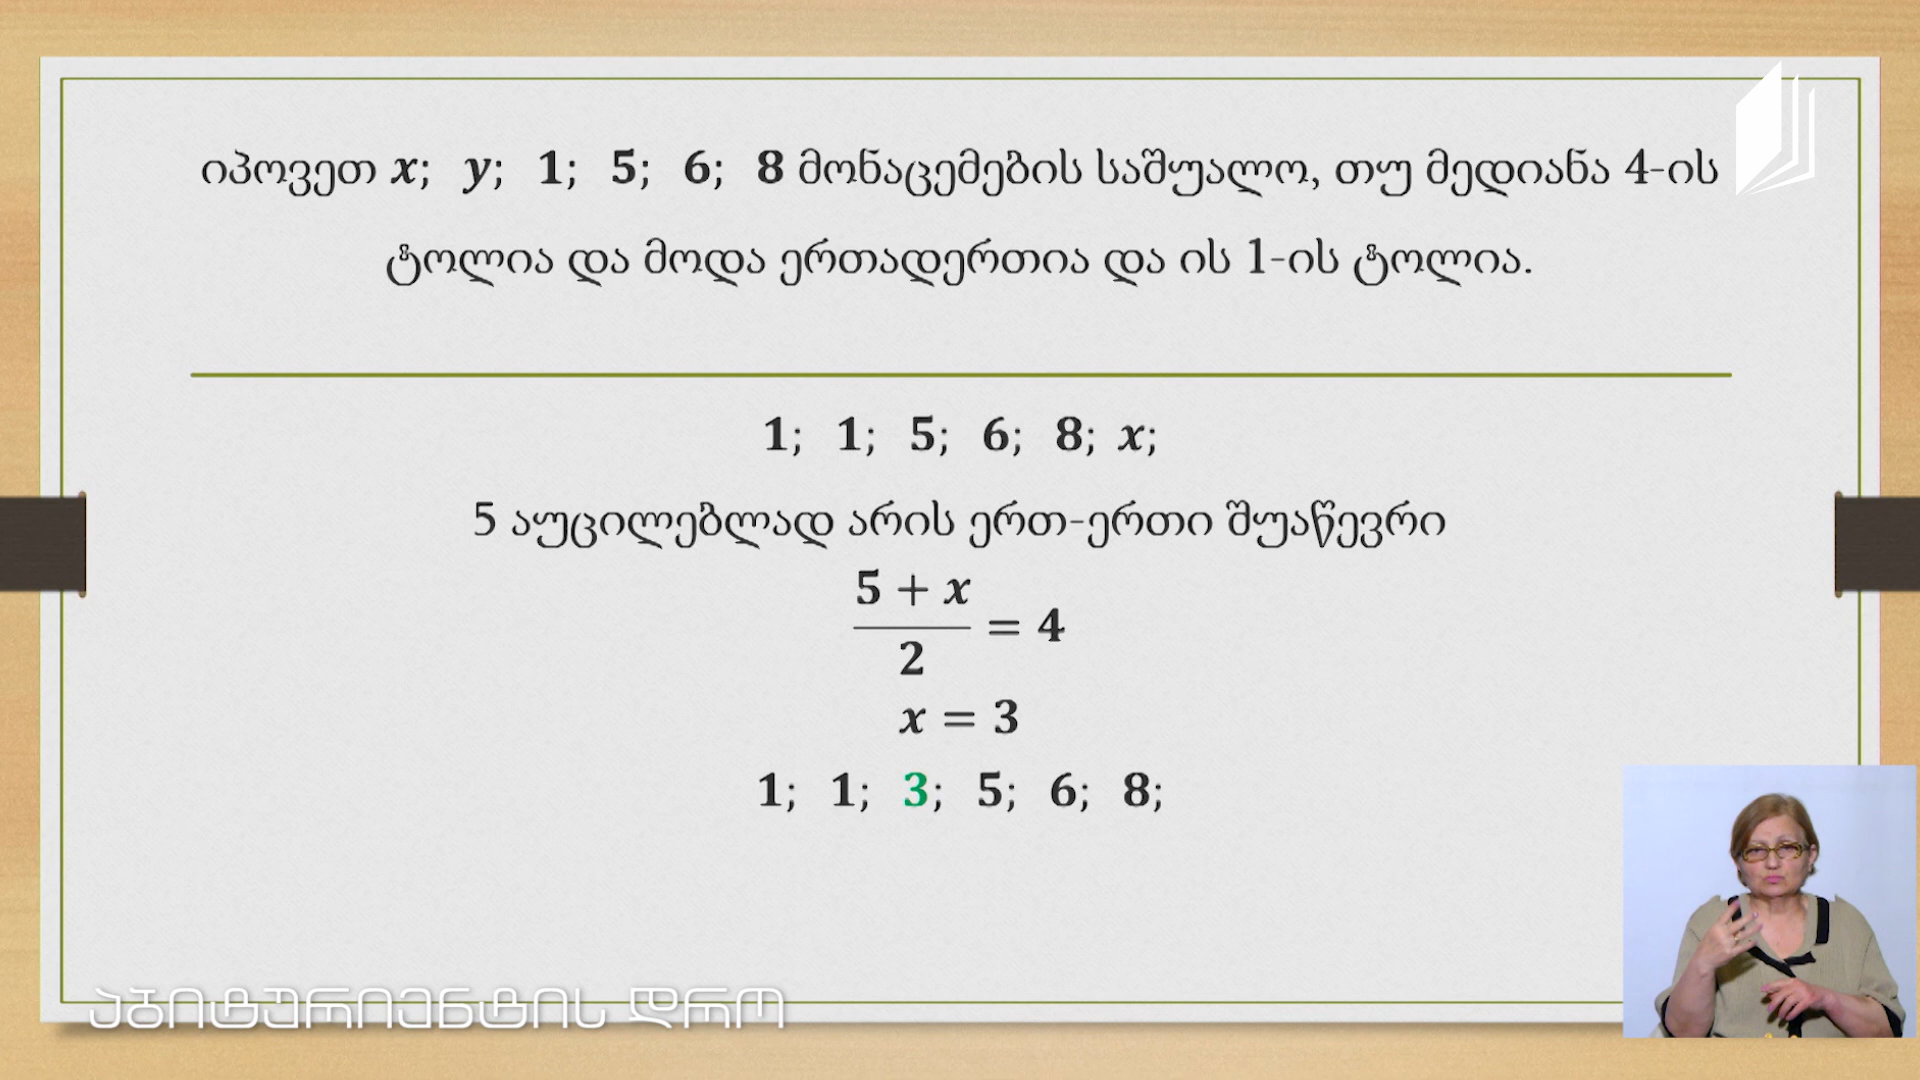 იპოვეთ x; y; 1; 5; 6; 8 მონაცემების საშუალო, თუ მედიანა 4-ის
ტოლია და მოდა ერთადერთია და ის 1-ის ტოლია.
1; 1; 5; 6; 8; x;
5 აუცილებლად არის ერთ-ერთი შუაწევრი
5 + x
= 4
2
x = 3
1; 1; 3; 5; 6; 8;
აბიტურიენტის დრო